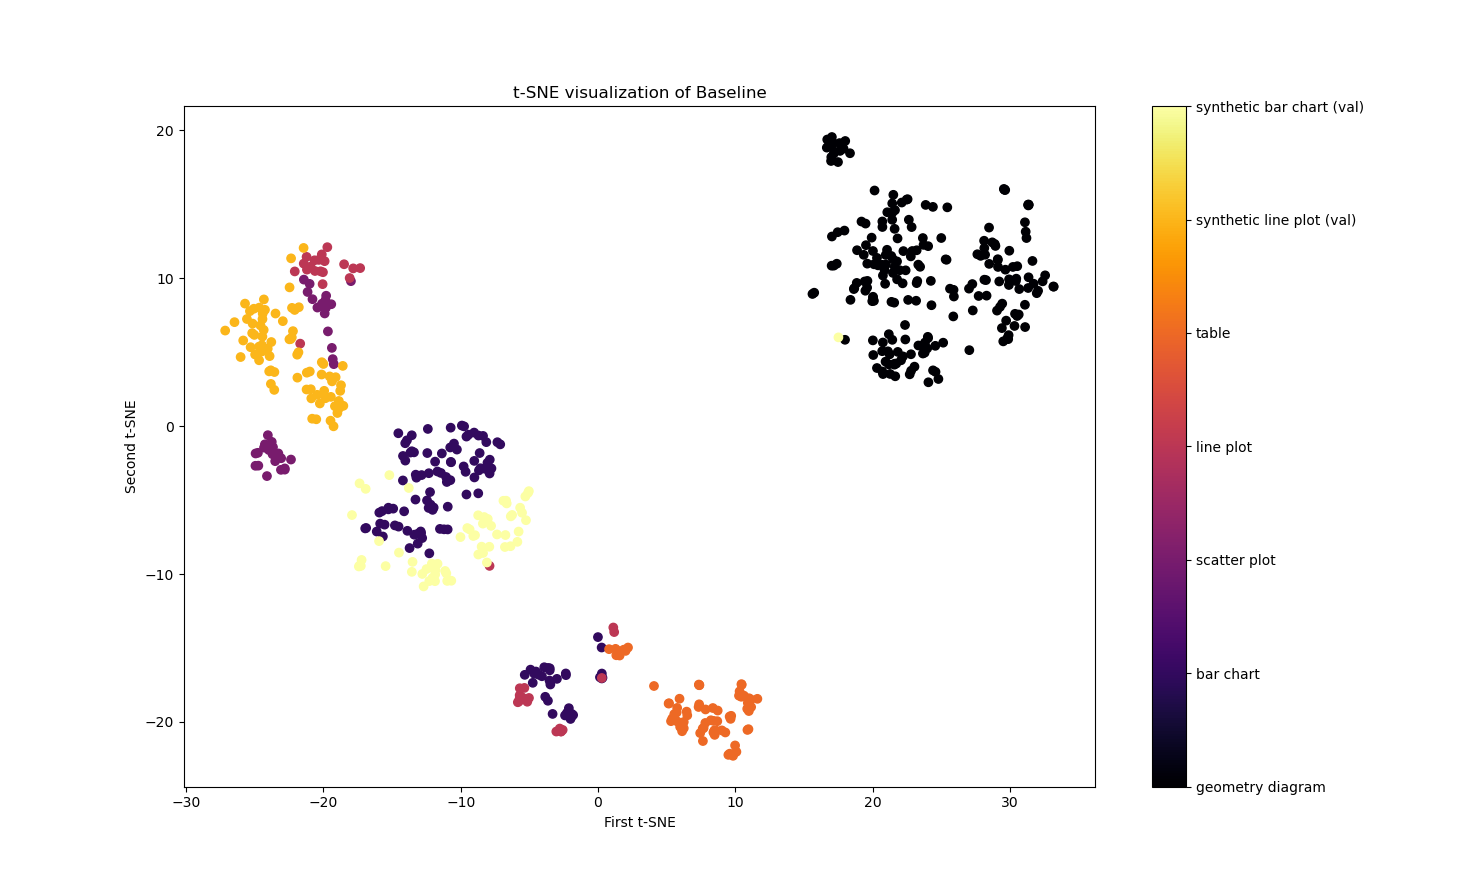 t-SNE visualization of Baseline
20
10
0
−10
−20
Second t-SNE
−30
−20
−10
0
10
20
30
First t-SNE
synthetic bar chart (val)
synthetic line plot (val)
table
line plot
scatter plot
bar chart
geometry diagram